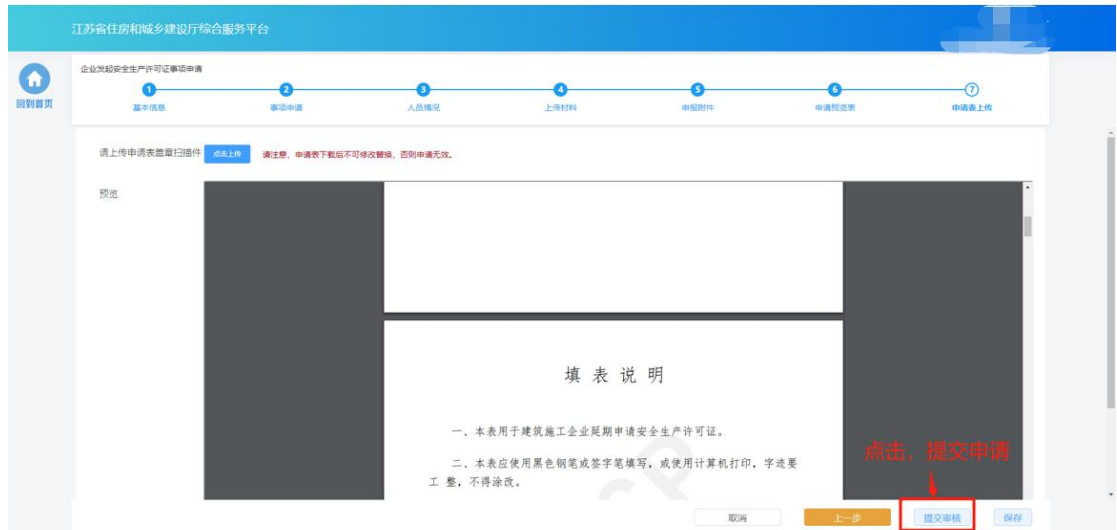 江苏省住房和城乡建设厅综合服务平台
回到首页
企业发起安全生产许可证事项申请
1 2 3 4 5 6 7
基本信息 事项申请 人员情况 上传材料 申报附件 申请预览表 申请表上传
请上传申请表盖章扫描件 点击上传 请注意，申请表下载后不可修改替换，否则申请无效。
预览
填 表 说 明
一、本表用于建筑施工企业延期申请安全生产许可证。
二、本表应使用黑色钢笔或签字笔填写，或使用计算机打印，字迹要
工 整，不得涂改。
点击，提交申请
取消 上一步 提交审核 保存